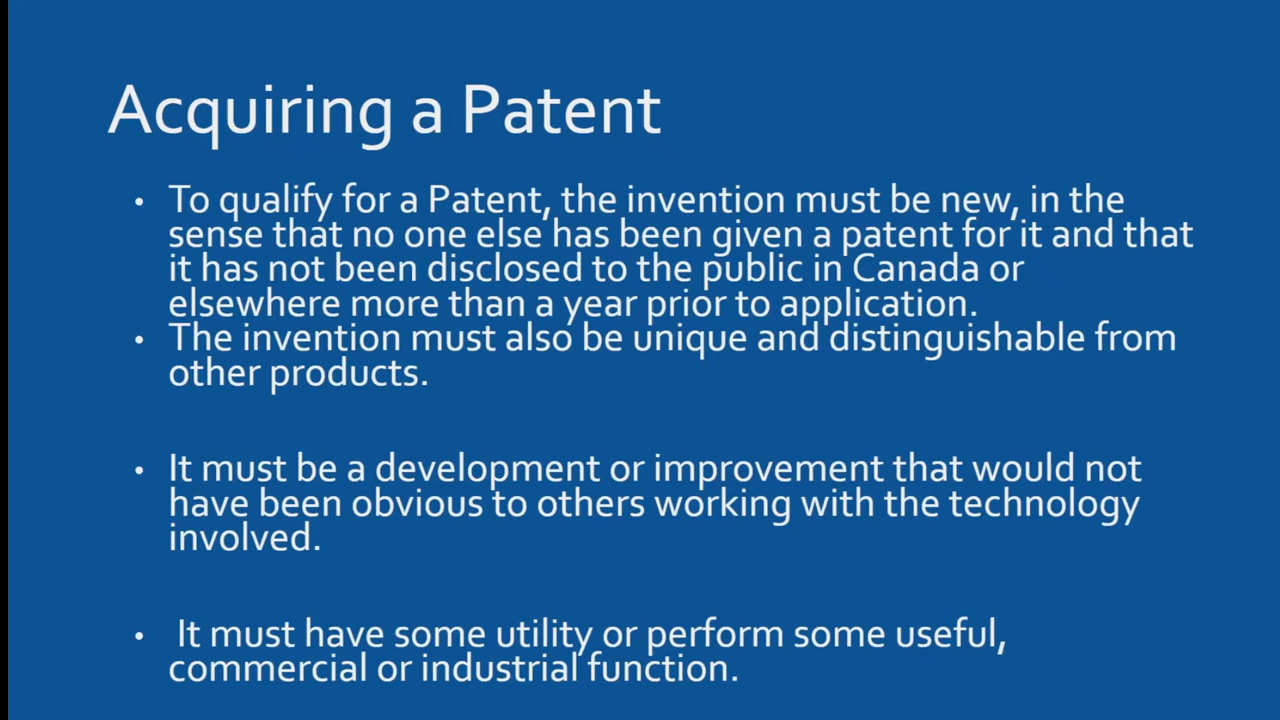 Acquiring a Patent
• To qualify for a Patent, the invention must be new, in the
sense that no one else has been given a patent for it and that
it has not been disclosed to the public in Canada or
elsewhere more than a year prior to application.
• The invention must also be unique and distinguishable from
other products.
• It must be a development or improvement that would not
have been obvious to others working with the technology
involved.
• It must have some utility or perform some useful,
commercial or industrial function.